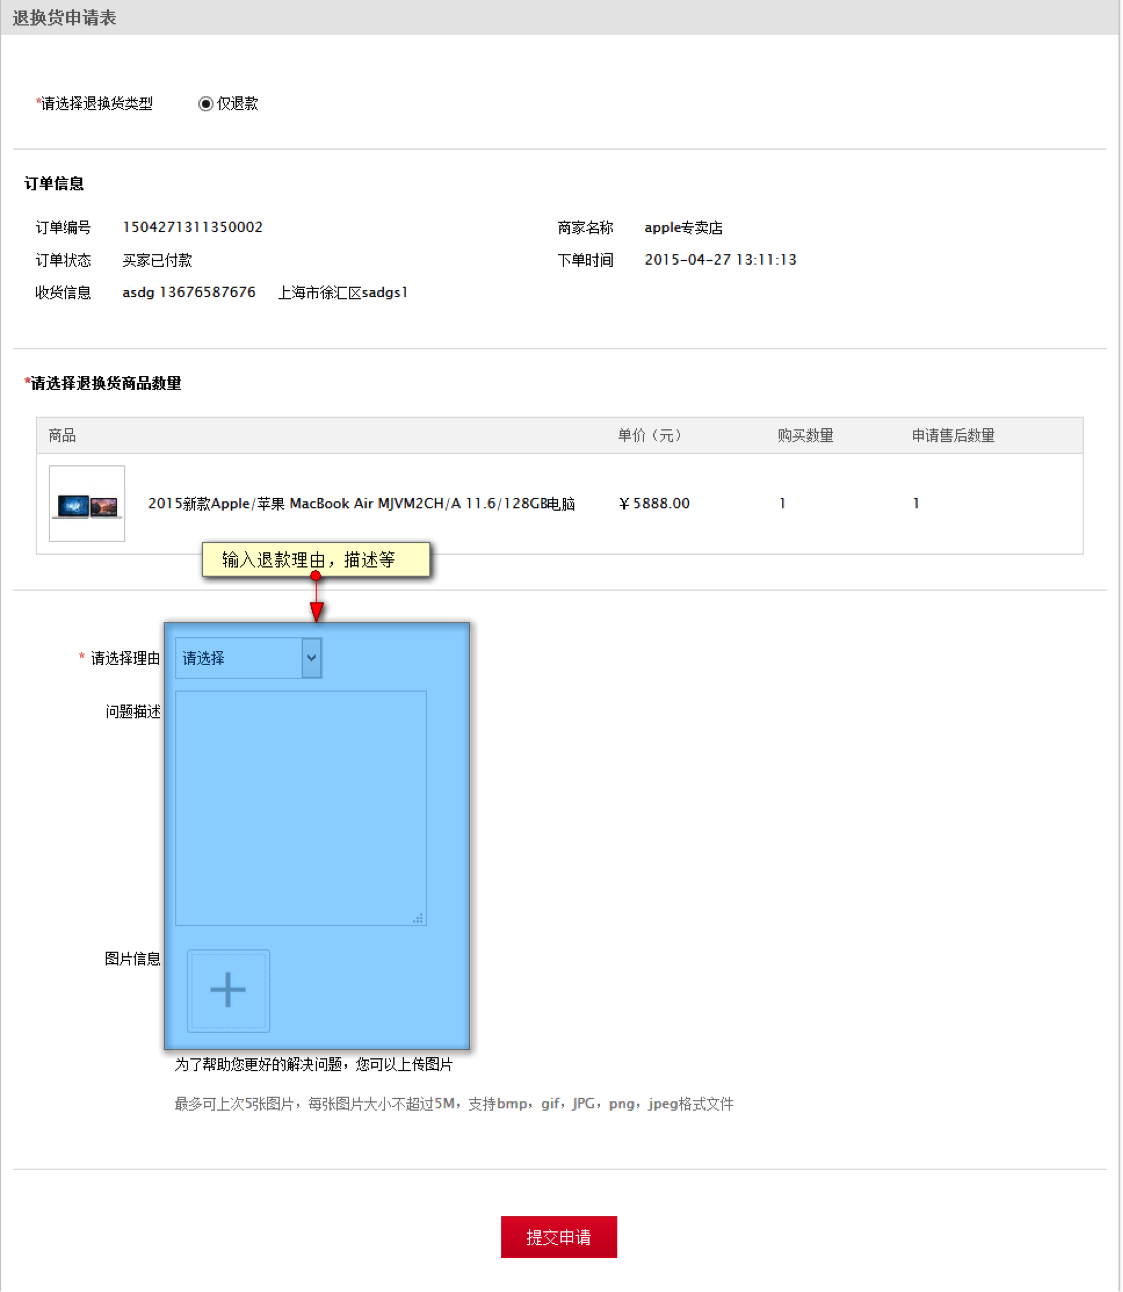 退换货申请表
*请选择退换货类型 仅退款
订单信息
订单编号 1504271311350002 商家名称 apple专卖店
订单状态 买家已付款 下单时间 2015-04-27 13:11:13
收货信息 asdg 13676587676 上海市徐汇区sadgs1
*请选择退换货商品数量
商品 单价（元） 购买数量 申请售后数量
2015新款Apple/苹果 MacBook Air MJVM2CH/A 11.6/128GB电脑 ￥5888.00 1 1
输入退款理由，描述等
* 请选择理由 请选择
问题描述
图片信息
为了帮助您更好的解决问题，您可以上传图片
最多可上次5张图片，每张图片大小不超过5M，支持bmp，gif，JPG，png，jpeg格式文件
提交申请